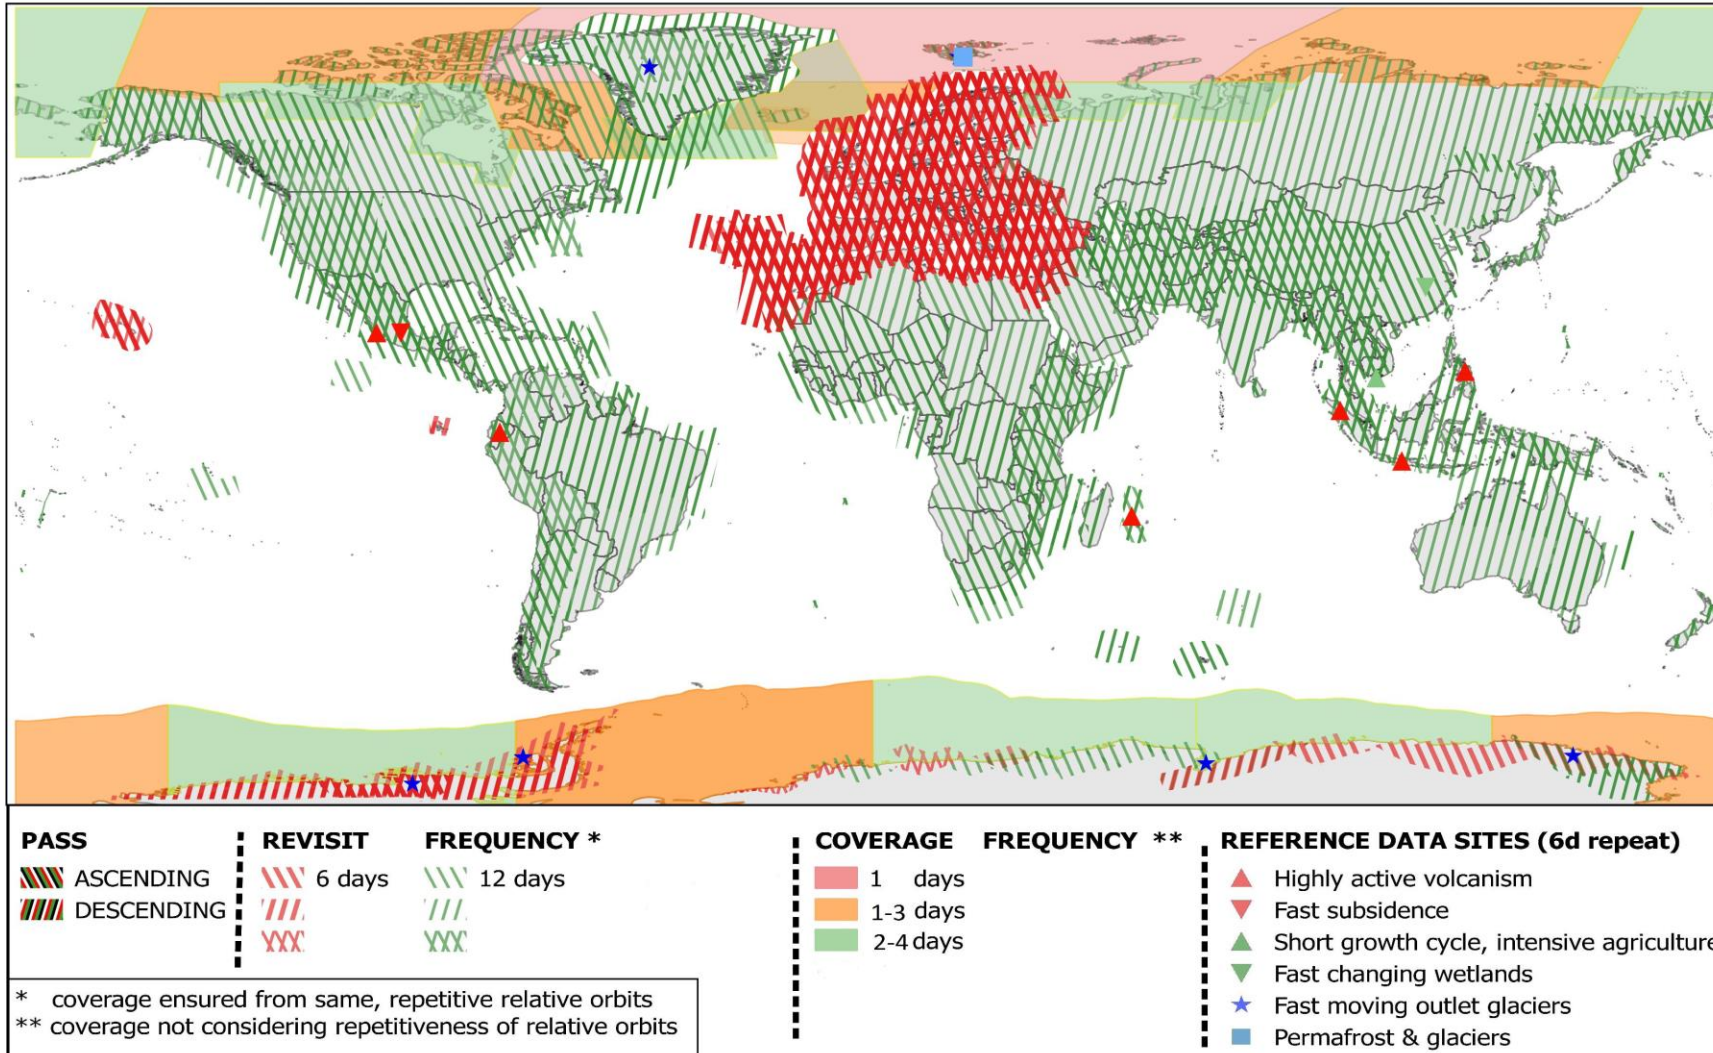 PASS
ASCENDING
DESCENDING
REVISIT FREQUENCY *
6 days 12 days
COVERAGE FREQUENCY **
1 days
1-3 days
2-4 days
REFERENCE DATA SITES (6d repeat)
Highly active volcanism
Fast subsidence
Short growth cycle, intensive agriculture
Fast changing wetlands
Fast moving outlet glaciers
Permafrost & glaciers
* coverage ensured from same, repetitive relative orbits
** coverage not considering repetitiveness of relative orbits